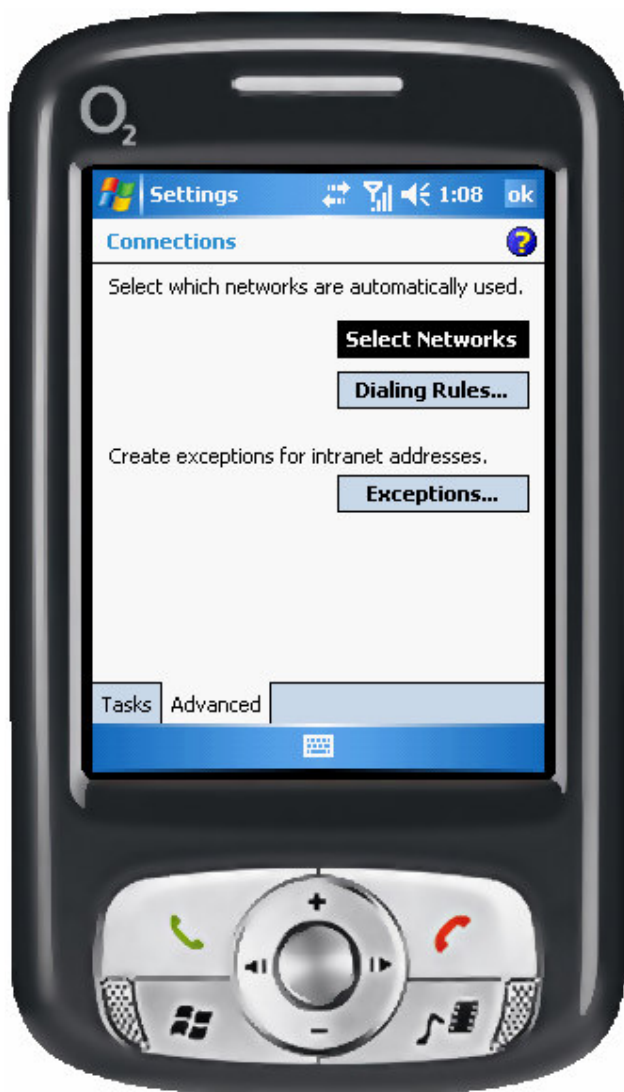 O2
Settings 1:08 ok
Connections ?
Select which networks are automatically used.
Select Networks
Dialing Rules...
Create exceptions for intranet addresses.
Exceptions...
Tasks Advanced
+
-